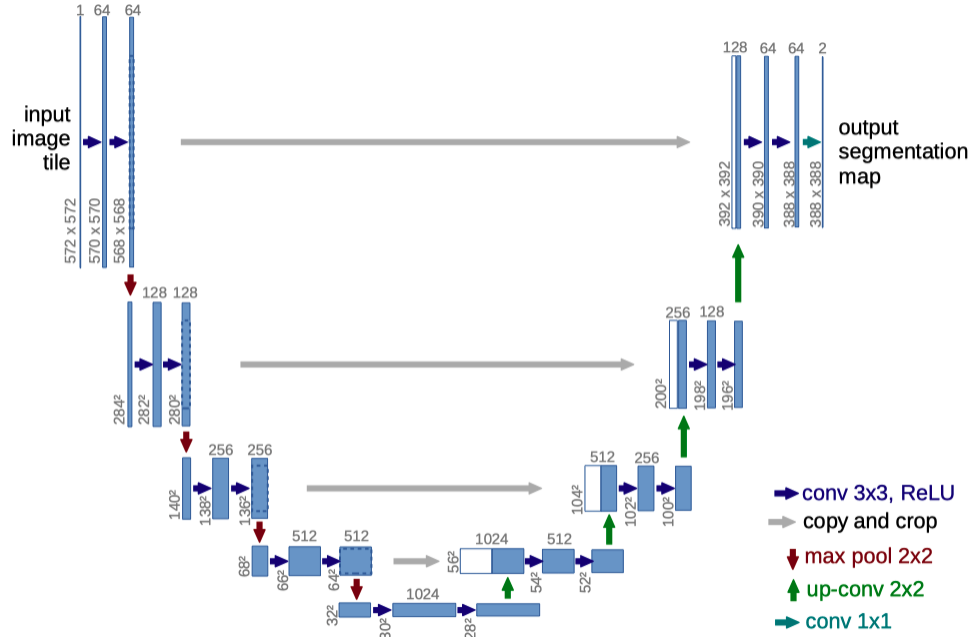 1 64 64
input
image
tile
572 x 572
570 x 570
568 x 568
128 64 64 2
output
segmentation
map
392 x 392
390 x 390
388 x 388
388 x 388
128 128
284²
282²
280²
256 128
200²
198²
196²
256 256
140²
138²
136²
512 256
104²
102²
100²
512 512
68²
66²
64²
1024 512
56²
54²
52²
1024
32²
30²
28²
conv 3x3, ReLU
copy and crop
max pool 2x2
up-conv 2x2
conv 1x1